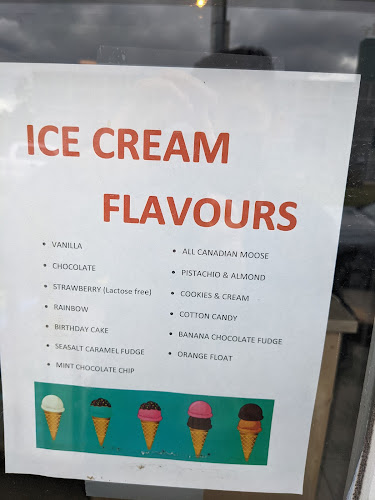 ICE CREAM
FLAVOURS
• VANILLA
• CHOCOLATE
• STRAWBERRY (Lactose free)
• RAINBOW
• BIRTHDAY CAKE
• SEASALT CARAMEL FUDGE
• MINT CHOCOLATE CHIP
• ALL CANADIAN MOOSE
• PISTACHIO & ALMOND
• COOKIES & CREAM
• COTTON CANDY
• BANANA CHOCOLATE FUDGE
• ORANGE FLOAT